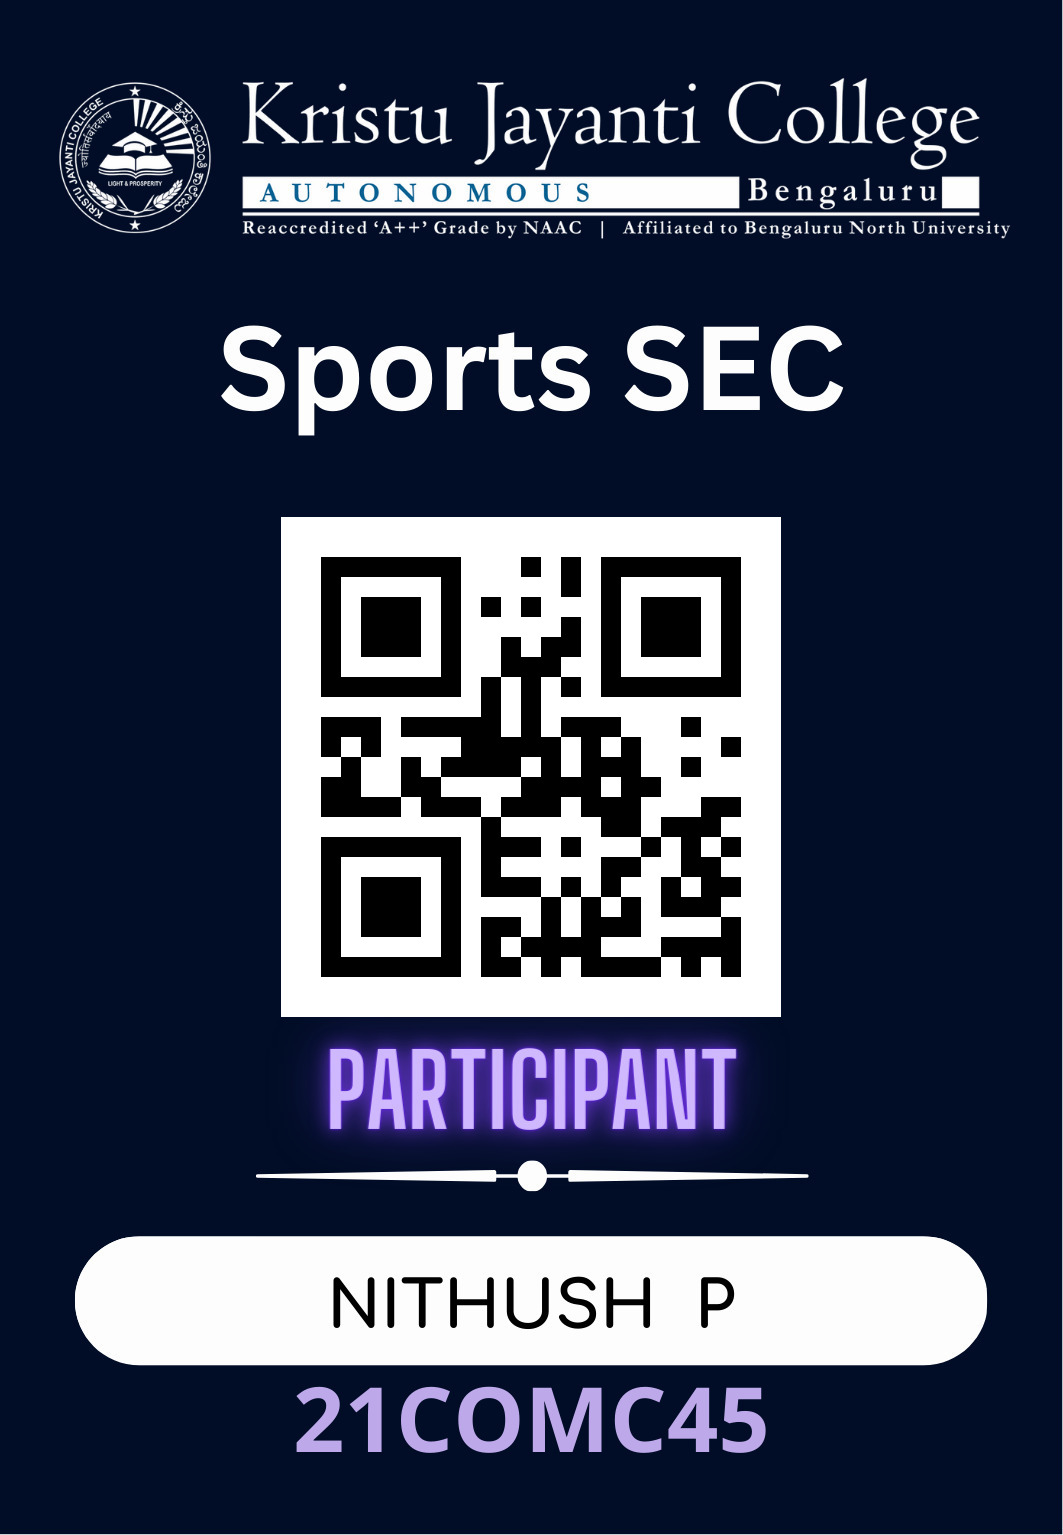 KRISTU JAYANTI COLLEGE
LIGHT & PROSPERITY
Kristu Jayanti College
AUTONOMOUS Bengaluru
Reaccredited ‘A++’ Grade by NAAC | Affiliated to Bengaluru North University
Sports SEC
PARTICIPANT
NITHUSH P
21COMC45